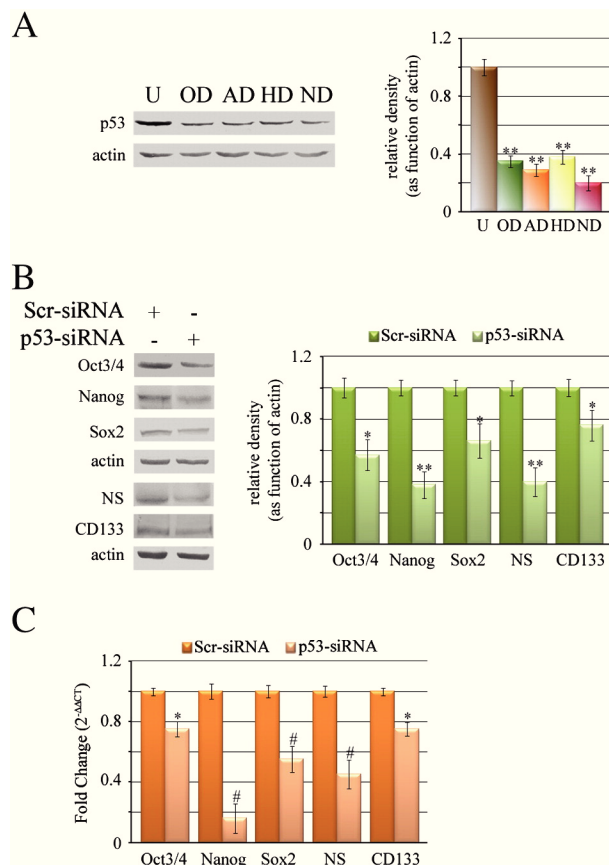 A
U OD AD HD ND
p53
actin
relative density
(as function of actin)
1.2
0.8
0.4
0
** ** ** **
U OD AD HD ND
B
Scr-siRNA + -
p53-siRNA - +
Oct3/4
Nanog
Sox2
actin
NS
CD133
actin
Scr-siRNA p53-siRNA
relative density
(as function of actin)
1.2
0.8
0.4
0
* ** * ** *
Oct3/4 Nanog Sox2 NS CD133
C
Scr-siRNA p53-siRNA
Fold Change (2^-ΔΔCT)
1.2
0.8
0.4
0
* # # # *
Oct3/4 Nanog Sox2 NS CD133